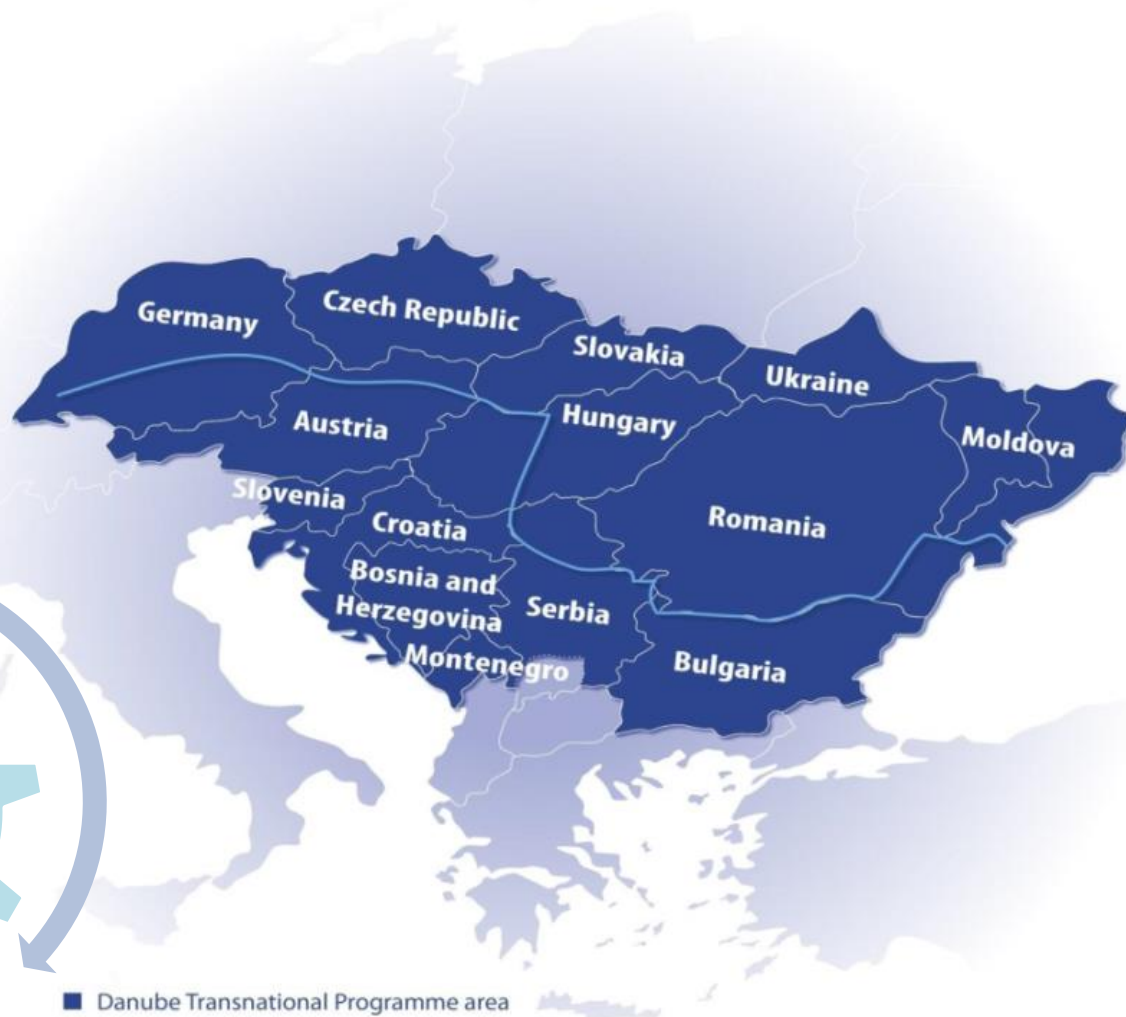 Germany
Czech Republic
Slovakia
Ukraine
Austria
Hungary
Moldova
Slovenia
Croatia
Romania
Bosnia and
Herzegovina
Serbia
Montenegro
Bulgaria
Danube Transnational Programme area